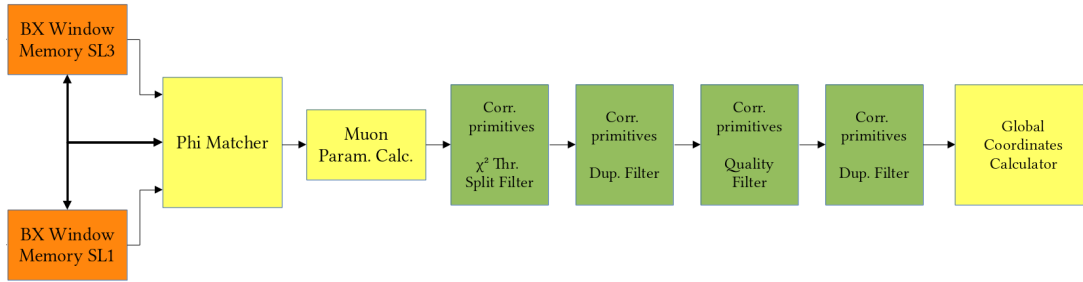 BX Window
Memory SL3
Phi Matcher
BX Window
Memory SL1
Muon
Param. Calc.
Corr.
primitives
χ² Thr.
Split Filter
Corr.
primitives
Dup. Filter
Corr.
primitives
Quality
Filter
Corr.
primitives
Dup. Filter
Global
Coordinates
Calculator